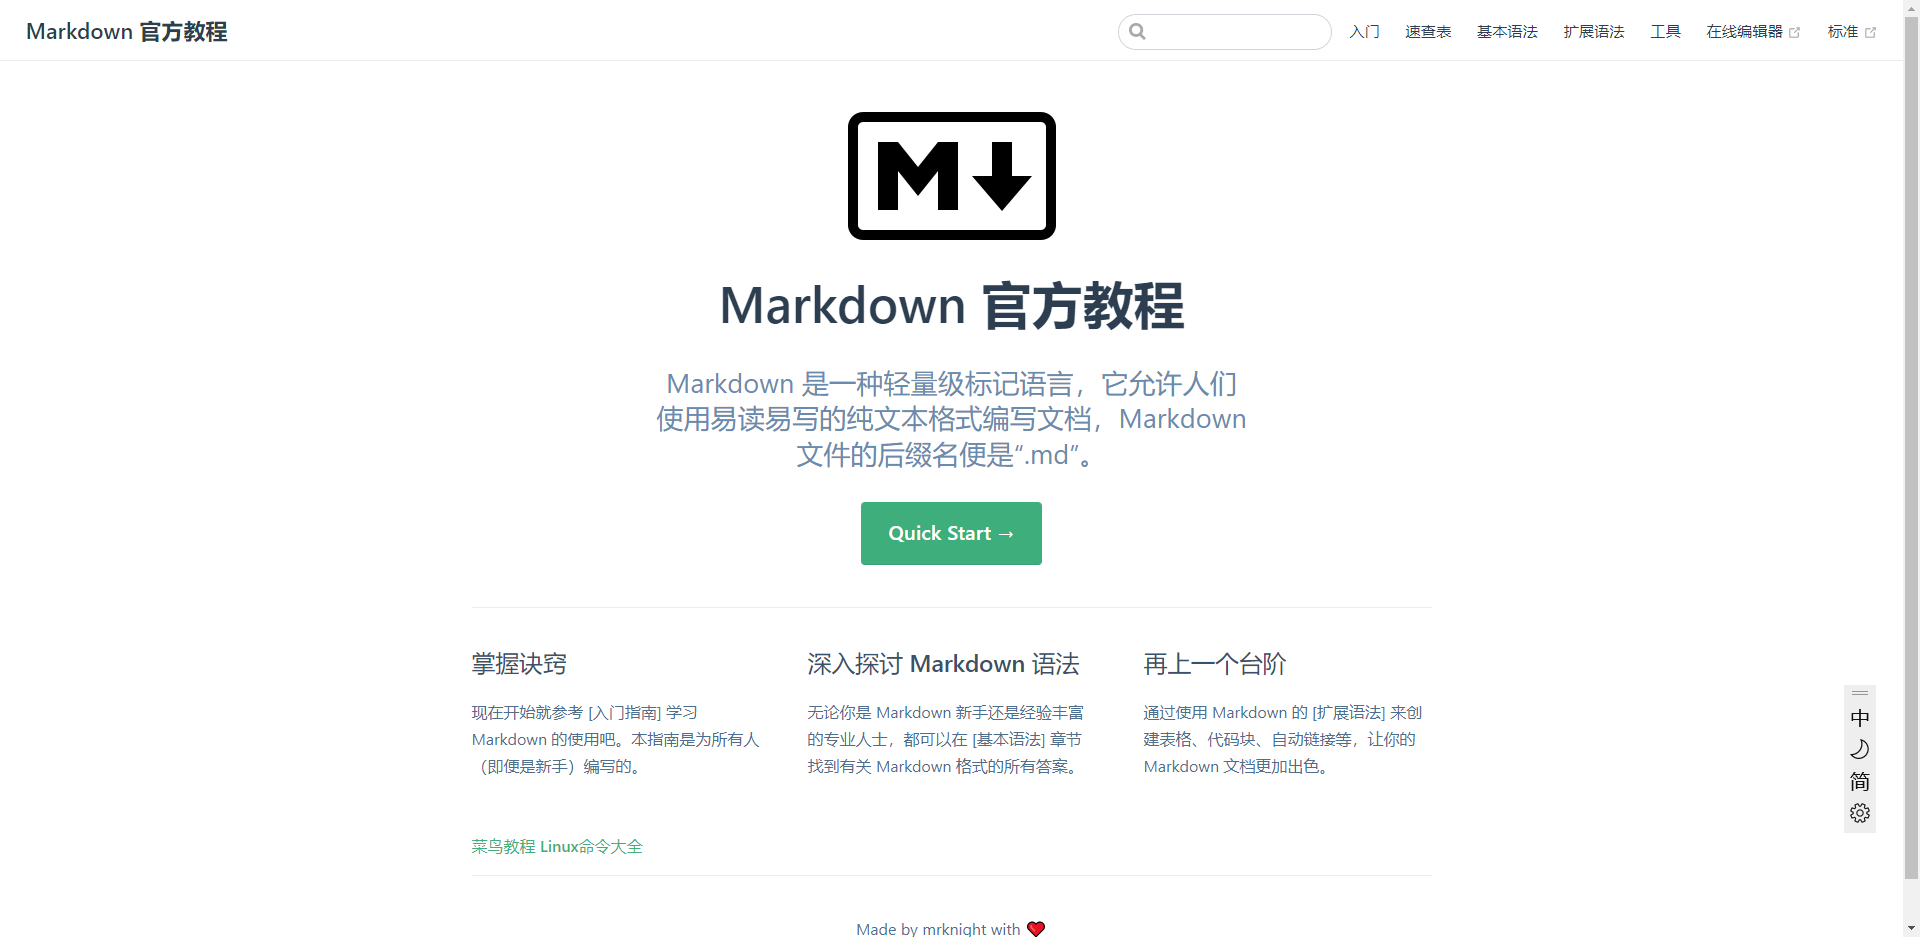 Markdown 官方教程
入门 速查表 基本语法 扩展语法 工具 在线编辑器 标准
M
Markdown 官方教程
Markdown 是一种轻量级标记语言，它允许人们
使用易读易写的纯文本格式编写文档，Markdown
文件的后缀名便是“.md”。
Quick Start →
掌握诀窍
现在开始就参考 [入门指南] 学习
Markdown 的使用吧。本指南是为所有人
（即便是新手）编写的。
深入探讨 Markdown 语法
无论你是 Markdown 新手还是经验丰富
的专业人士，都可以在 [基本语法] 章节
找到有关 Markdown 格式的所有答案。
再上一个台阶
通过使用 Markdown 的 [扩展语法] 来创
建表格、代码块、自动链接等，让你的
Markdown 文档更加出色。
中
简
菜鸟教程 Linux命令大全
Made by mrknight with ❤